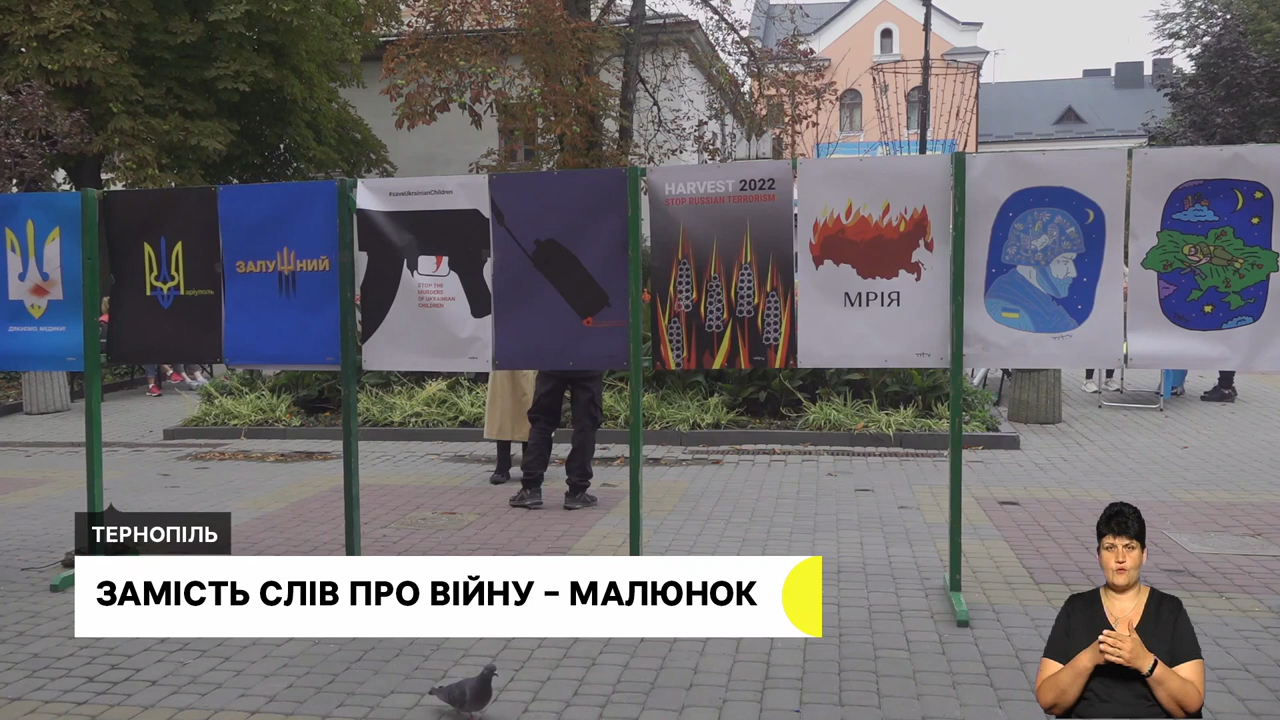 ДЯКУЄМО, МЕДИКИ!
аріуполь
ЗАЛУЖНИЙ
#saveUkrainianChildren
STOP THE
MURDERS
OF UKRAINIAN
CHILDREN
HARVEST 2022
STOP RUSSIAN TERRORISM
МРІЯ
ТЕРНОПІЛЬ
ЗАМІСТЬ СЛІВ ПРО ВІЙНУ – МАЛЮНОК